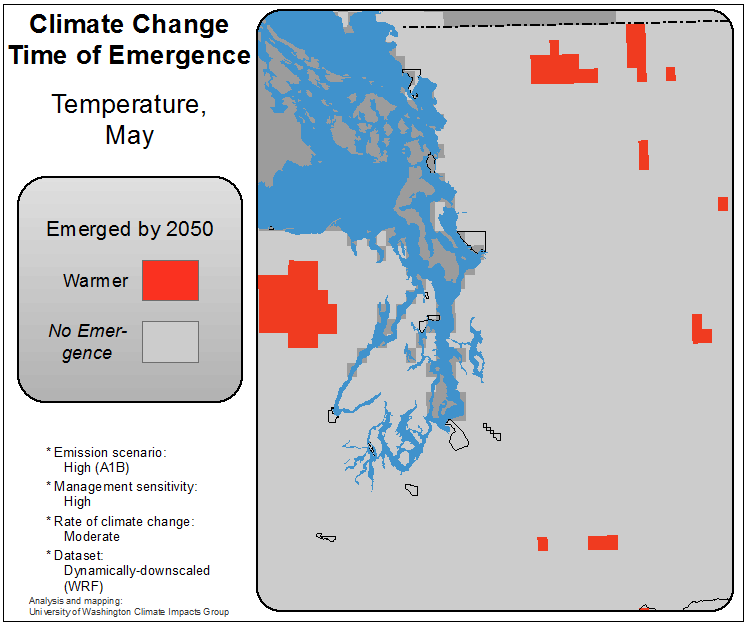 Climate Change
Time of Emergence
Temperature,
May
Emerged by 2050
Warmer
No Emer-
gence
* Emission scenario:
High (A1B)
* Management sensitivity:
High
* Rate of climate change:
Moderate
* Dataset:
Dynamically-downscaled
(WRF)
Analysis and mapping:
University of Washington Climate Impacts Group